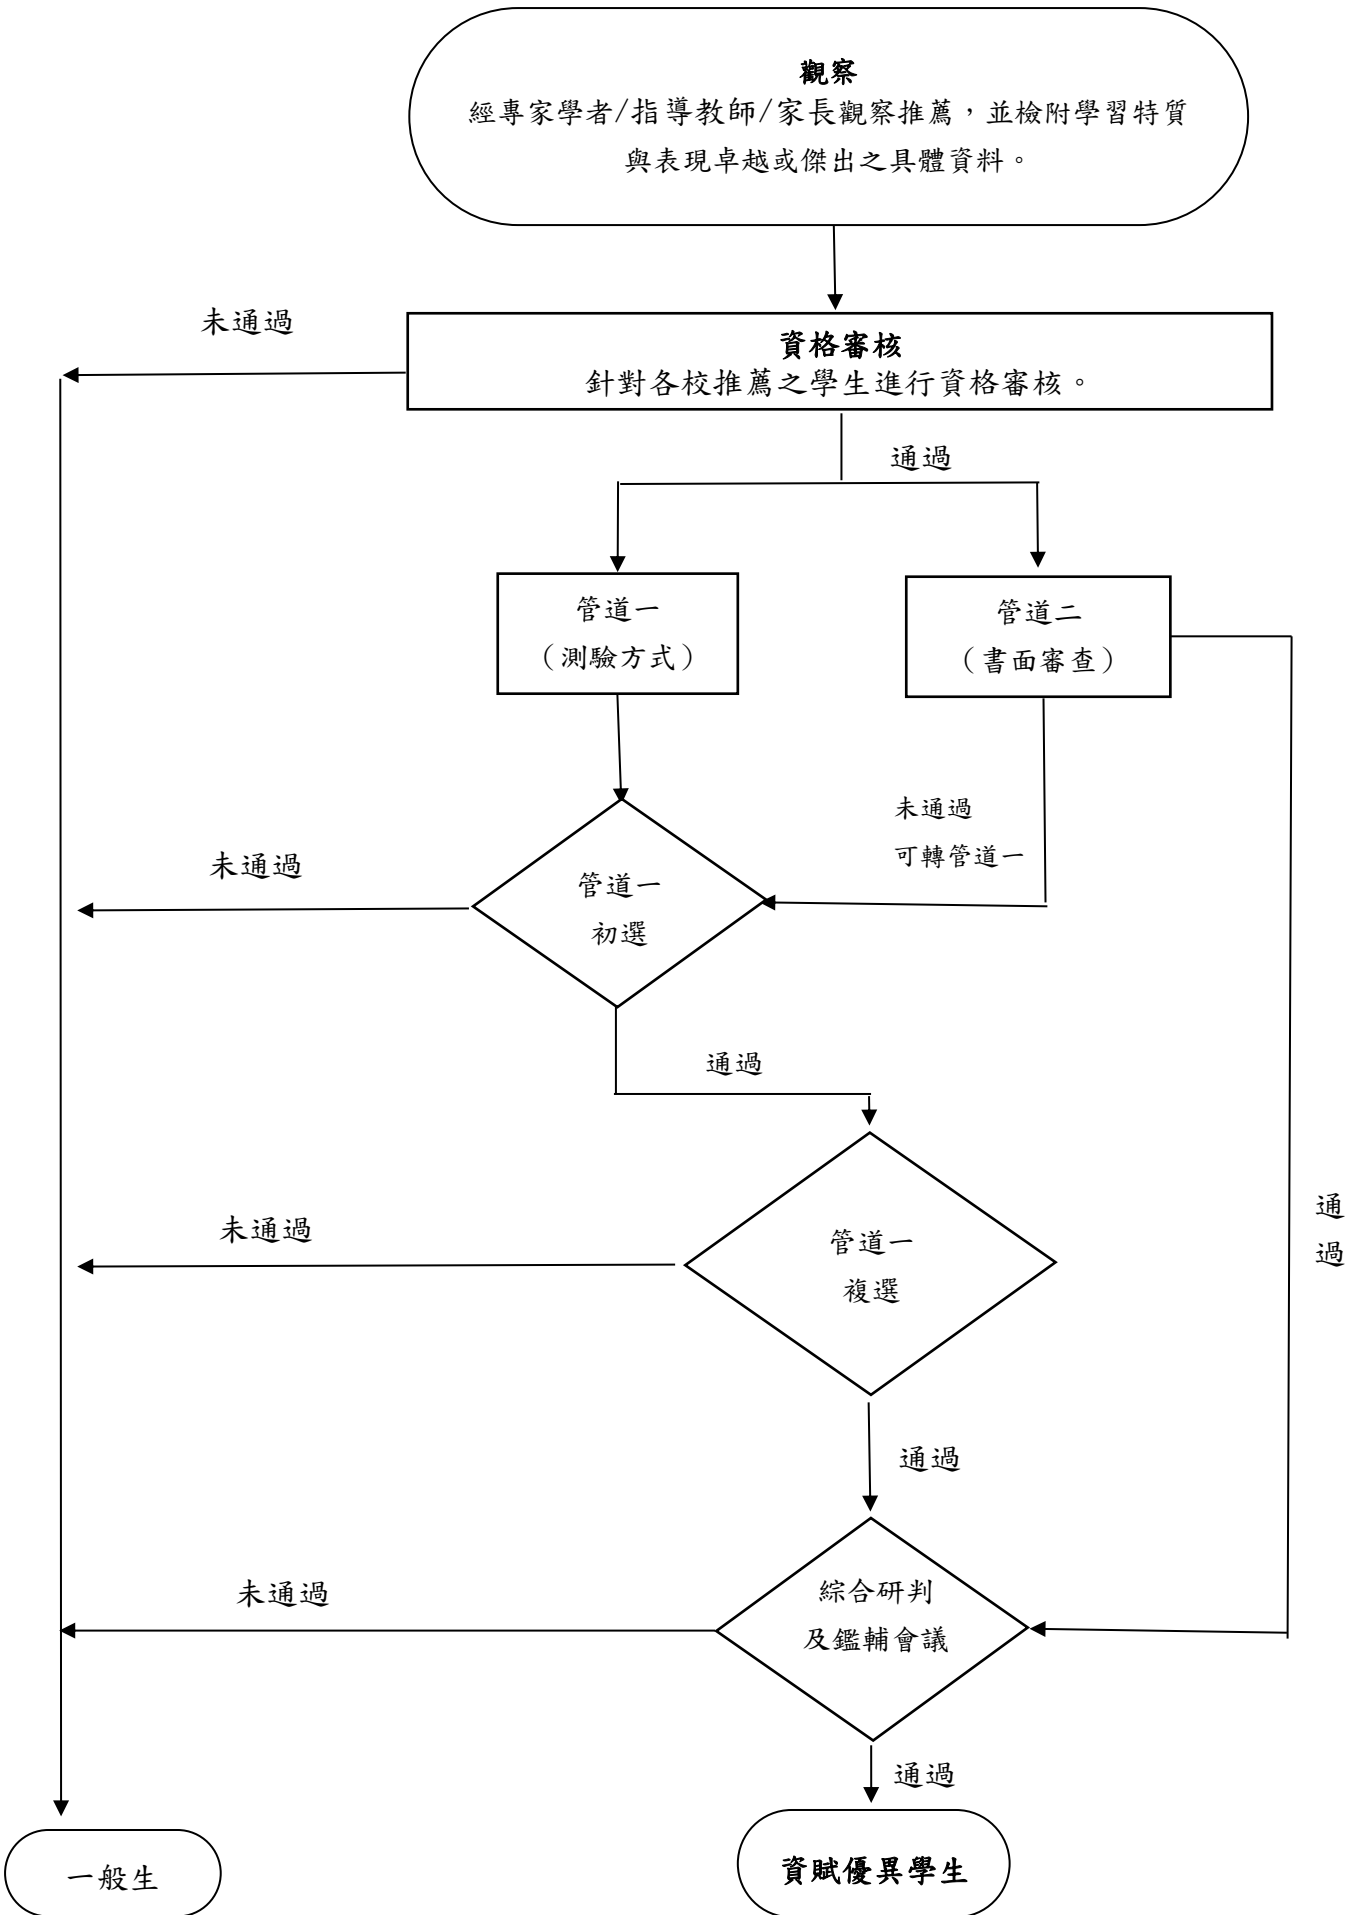 觀察
經專家學者/指導教師/家長觀察推薦，並檢附學習特質
與表現卓越或傑出之具體資料。
未通過
資格審核
針對各校推薦之學生進行資格審核。
通過
管道一
（測驗方式）
管道二
（書面審查）
未通過
可轉管道一
未通過
管道一
初選
通過
未通過
管道一
複選
通
過
通過
未通過
綜合研判
及鑑輔會議
通過
一般生
資賦優異學生